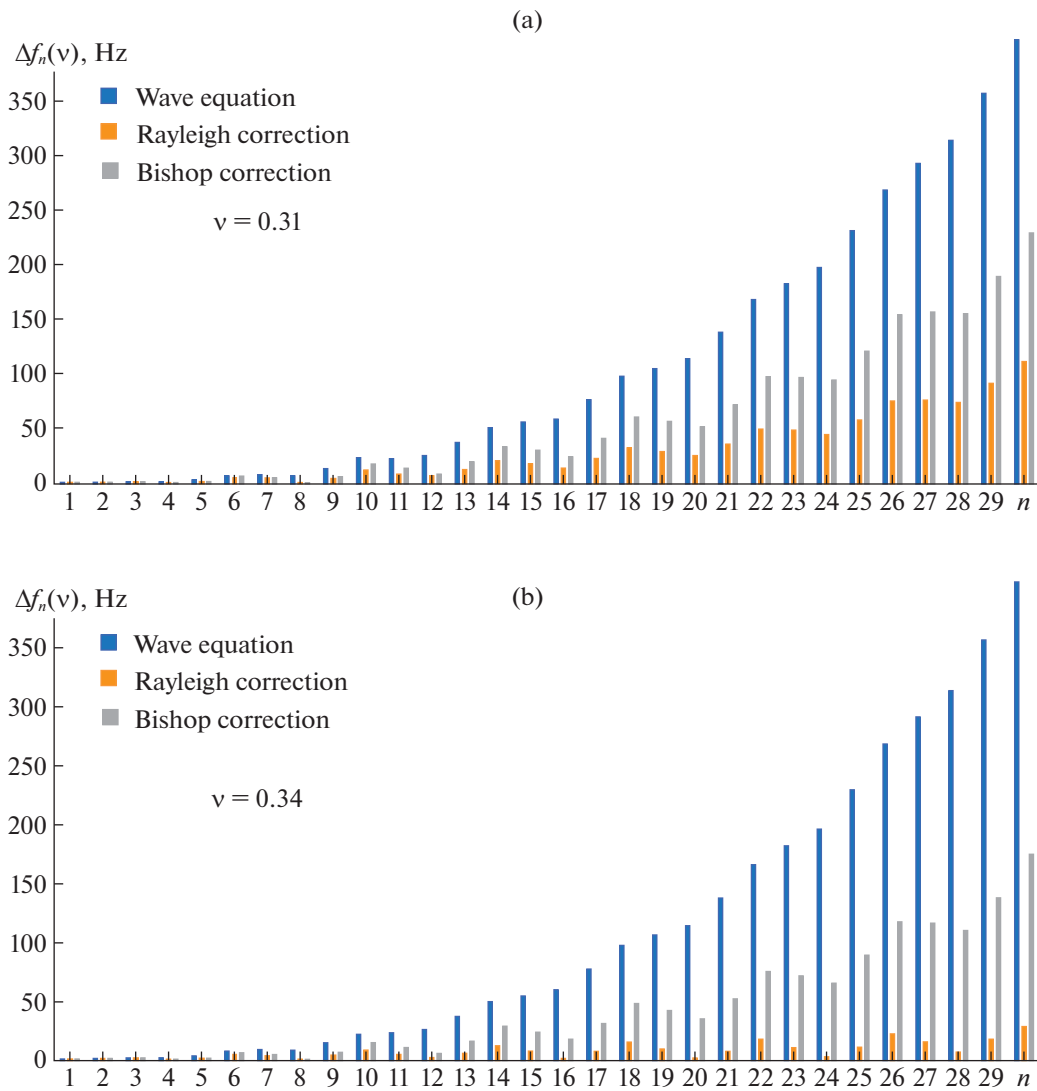 (a)
Δfn(ν), Hz
350
300
250
200
150
100
50
0
Wave equation
Rayleigh correction
Bishop correction
ν = 0.31
1 2 3 4 5 6 7 8 9 10 11 12 13 14 15 16 17 18 19 20 21 22 23 24 25 26 27 28 29 n
(b)
Δfn(ν), Hz
350
300
250
200
150
100
50
0
Wave equation
Rayleigh correction
Bishop correction
ν = 0.34
1 2 3 4 5 6 7 8 9 10 11 12 13 14 15 16 17 18 19 20 21 22 23 24 25 26 27 28 29 n